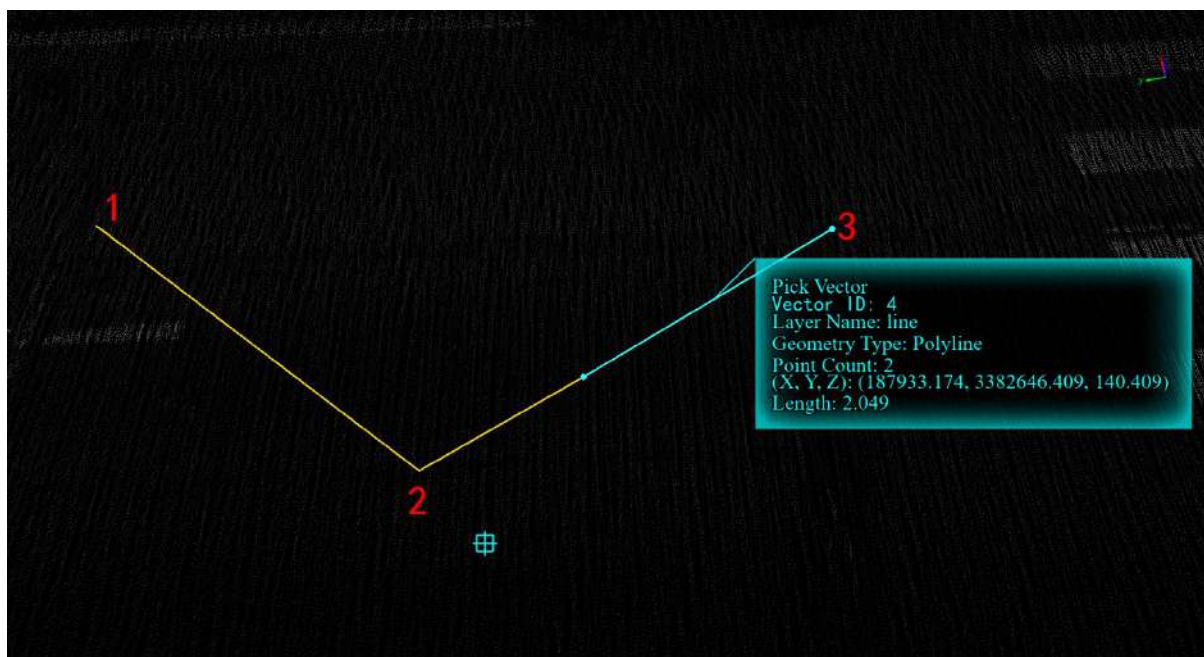 1
3
Pick Vector
Vector ID: 4
Layer Name: line
Geometry Type: Polyline
Point Count: 2
(X, Y, Z): (187933.174, 3382646.409, 140.409)
Length: 2.049
2